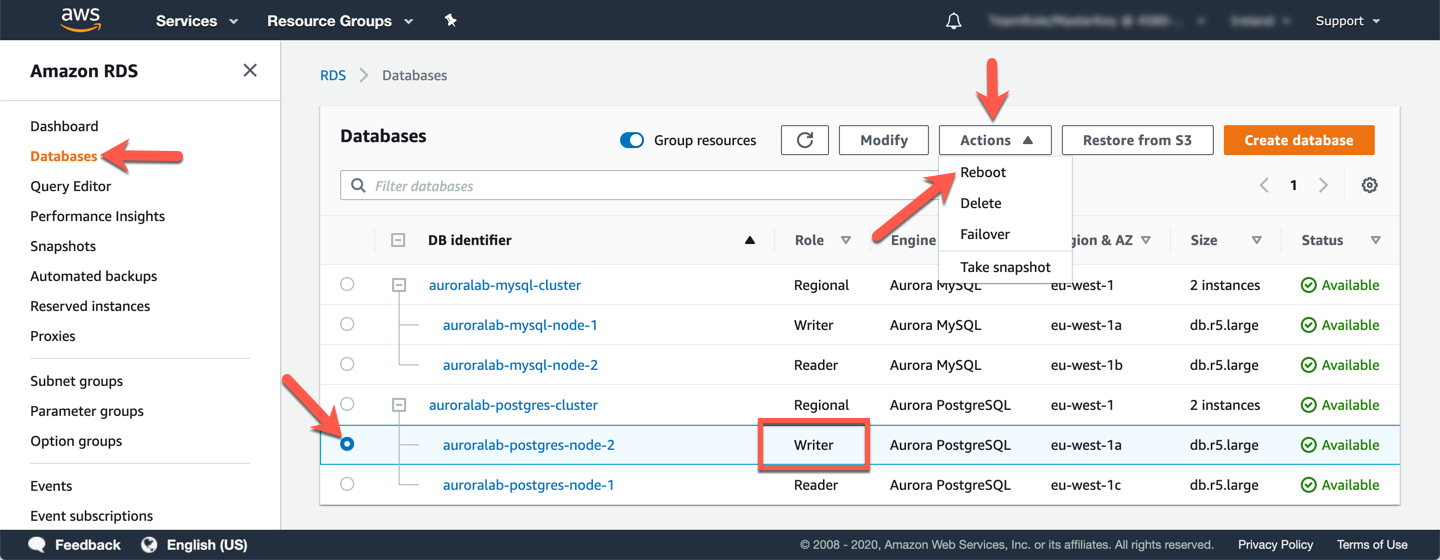 aws Services Resource Groups Support
Amazon RDS
RDS > Databases
Dashboard
Databases
Query Editor
Performance Insights
Snapshots
Automated backups
Reserved instances
Proxies
Subnet groups
Parameter groups
Option groups
Events
Event subscriptions
Databases Group resources Modify Actions Restore from S3 Create database
Reboot
Delete
Failover
Take snapshot
Filter databases 1
DB identifier Role Engine gion & AZ Size Status
auroralab-mysql-cluster Regional Aurora MySQL eu-west-1 2 instances Available
auroralab-mysql-node-1 Writer Aurora MySQL eu-west-1a db.r5.large Available
auroralab-mysql-node-2 Reader Aurora MySQL eu-west-1b db.r5.large Available
auroralab-postgres-cluster Regional Aurora PostgreSQL eu-west-1 2 instances Available
auroralab-postgres-node-2 Writer Aurora PostgreSQL eu-west-1a db.r5.large Available
auroralab-postgres-node-1 Reader Aurora PostgreSQL eu-west-1c db.r5.large Available
Feedback English (US) © 2008 - 2020, Amazon Web Services, Inc. or its affiliates. All rights reserved. Privacy Policy Terms of Use